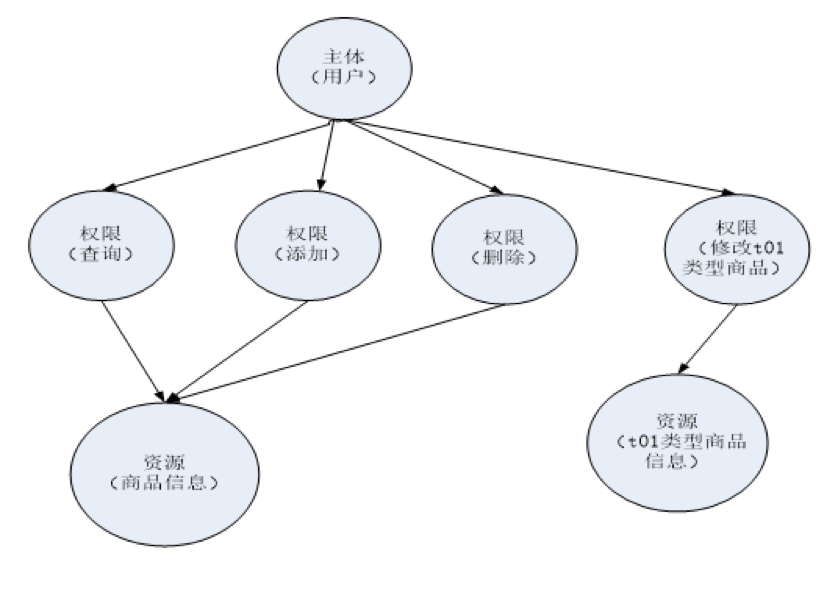 主体
（用户）
权限
（查询）
权限
（添加）
权限
（删除）
权限
（修改t01
类型商品）
资源
（商品信息）
资源
（t01类型商品
信息）